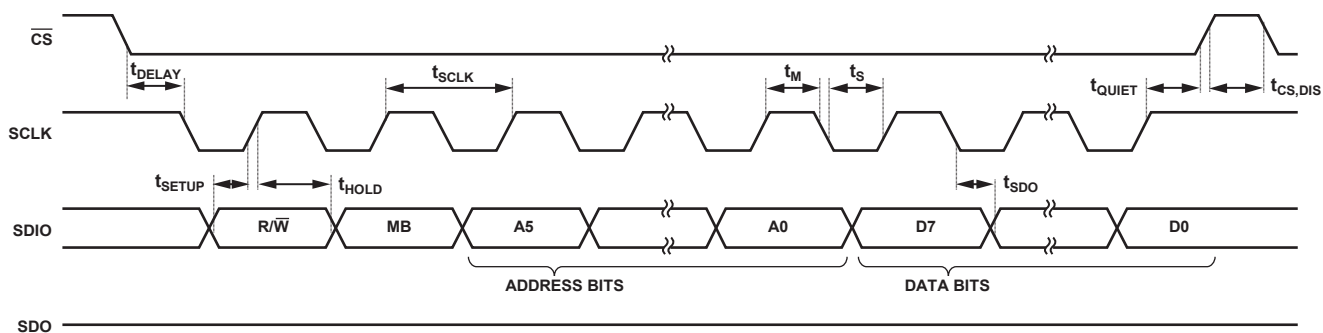 CS
tDELAY
tSCLK
tM
tS
tQUIET
tCS,DIS
SCLK
tSETUP
tHOLD
tSDO
SDIO
R/W
MB
A5
A0
D7
D0
ADDRESS BITS
DATA BITS
SDO